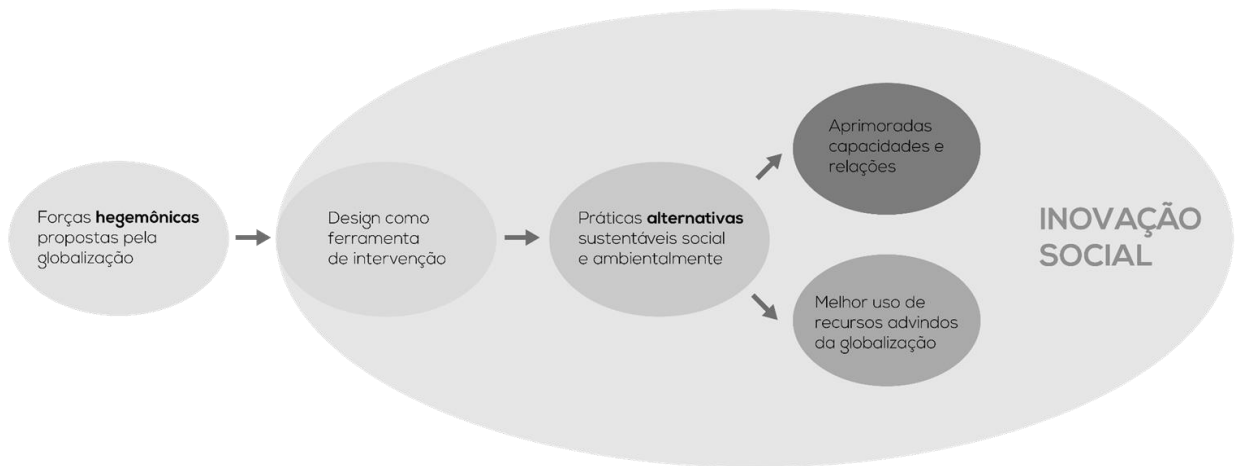 Forças hegemônicas
propostas pela
globalização
Design como
ferramenta
de intervenção
Práticas alternativas
sustentáveis social
e ambientalmente
Aprimoradas
capacidades e
relações
Melhor uso de
recursos advindos
da globalização
INOVAÇÃO
SOCIAL